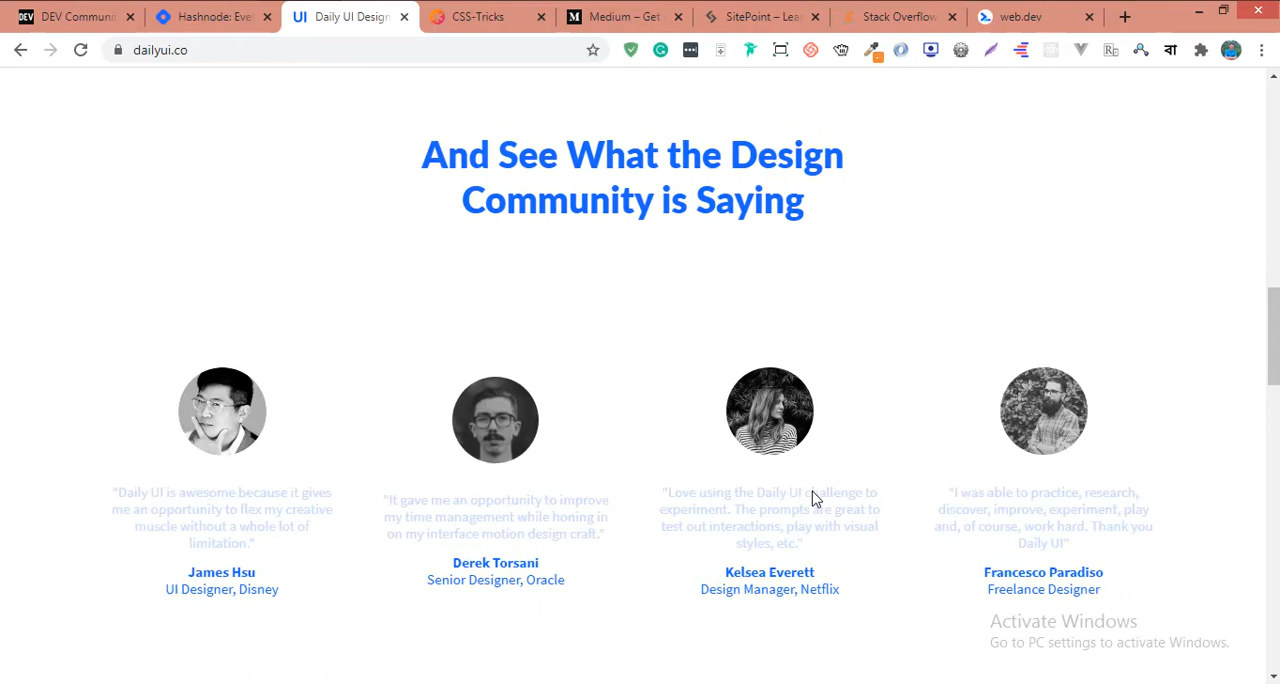 DEV Communi
Hashnode: Eve
UI Daily UI Design
CSS-Tricks
Medium – Get
SitePoint – Lea
Stack Overflow
web.dev
dailyui.co
বা
And See What the Design
Community is Saying
"Daily UI is awesome because it gives
me an opportunity to flex my creative
muscle without a whole lot of
limitation."
James Hsu
UI Designer, Disney
"It gave me an opportunity to improve
my time management while honing in
on my interface motion design craft."
Derek Torsani
Senior Designer, Oracle
"Love using the Daily UI challenge to
experiment. The prompts are great to
test out interactions, play with visual
styles, etc."
Kelsea Everett
Design Manager, Netflix
"I was able to practice, research,
discover, improve, experiment, play
and, of course, work hard. Thank you
Daily UI"
Francesco Paradiso
Freelance Designer
Activate Windows
Go to PC settings to activate Windows.